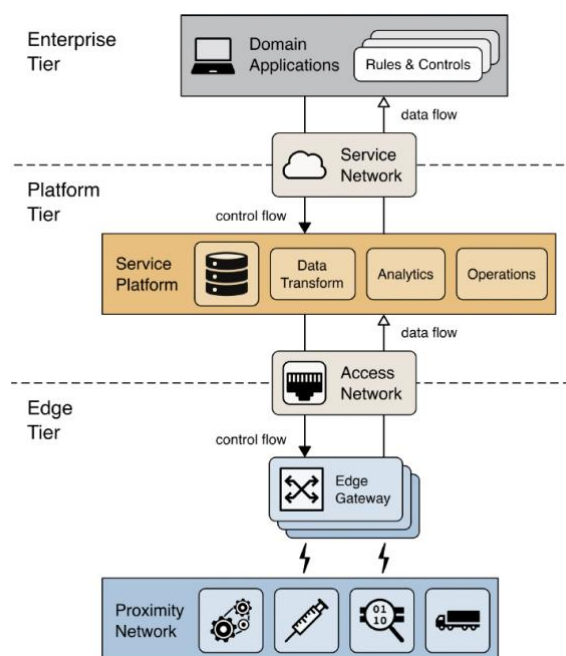 Enterprise
Tier
Domain
Applications
Rules & Controls
data flow
Service
Network
Platform
Tier
control flow
Service
Platform
Data
Transform
Analytics
Operations
data flow
Access
Network
Edge
Tier
control flow
Edge
Gateway
Proximity
Network
01
10